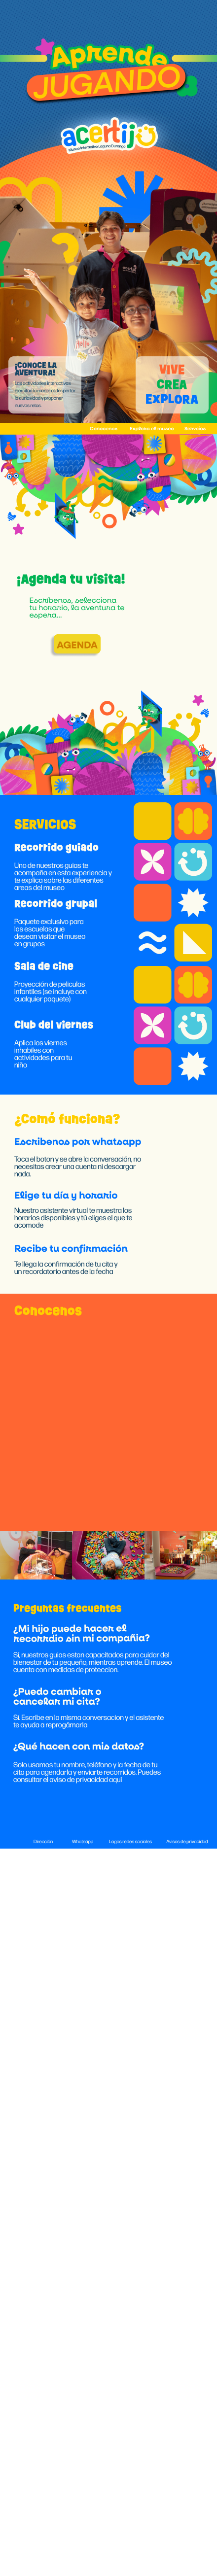 Aprende
JUGANDO
acertijo
Museo Interactivo Laguna Durango
¡CONOCE LA
AVENTURA!
nuevos retos.
VIVE
CREA
EXPLORA
Conocenos
Explora el museo
Servicios
¡Agenda tu visita!
Escríbenos, selecciona
tu horario, la aventura te
espera...
AGENDA
SERVICIOS
Recorrido guiado
Uno de nuestros guías te
acompaña en esta experiencia y
te explica sobre las diferentes
areas del museo
Recorrido grupal
Paquete exclusivo para
las escuelas que
desean visitar el museo
en grupos
Sala de cine
Proyección de películas
infantiles (se incluye con
cualquier paquete)
Club del viernes
Aplica los viernes
inhabiles con
actividades para tu
niño
¿Comó funciona?
Escribenos por whatsapp
Toca el boton y se abre la conversación, no
necesitas crear una cuenta ni descargar
nada.
Elige tu día y horario
Nuestro asistente virtual te muestra los
horarios disponibles y tú eliges el que te
acomode
Recibe tu confirmación
Te llega la confirmación de tu cita y
un recordatorio antes de la fecha
Conocenos
Preguntas frecuentes
¿Mi hijo puede hacer el
recorrdio sin mi compañia?
Sí, nuestros guías estan capacitados para cuidar del
bienestar de tu pequeño, mientras aprende. El museo
cuenta con medidas de proteccion.
¿Puedo cambiar o
cancelar mi cita?
Sí. Escribe en la misma conversacion y el asistente
te ayuda a reprogámarla
¿Qué hacen con mis datos?
Solo usamos tu nombre, teléfono y la fecha de tu
cita para agendarla y enviarte recorridos. Puedes
consultar el aviso de privacidad aquí
Dirección
Whatsapp
Logos redes sociales
Avisos de privacidad